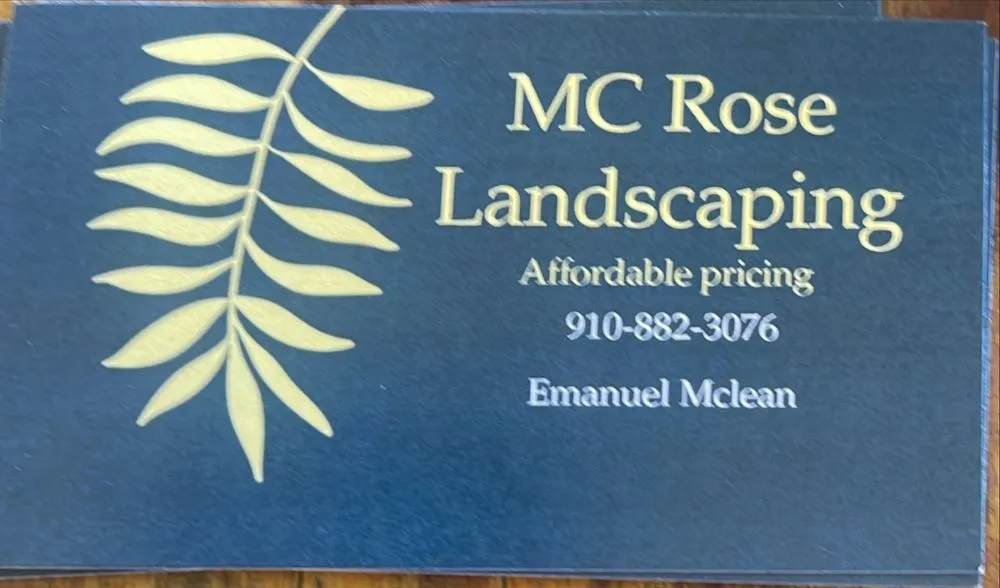 MC Rose
Landscaping
Affordable pricing
910-882-3076
Emanuel Mclean